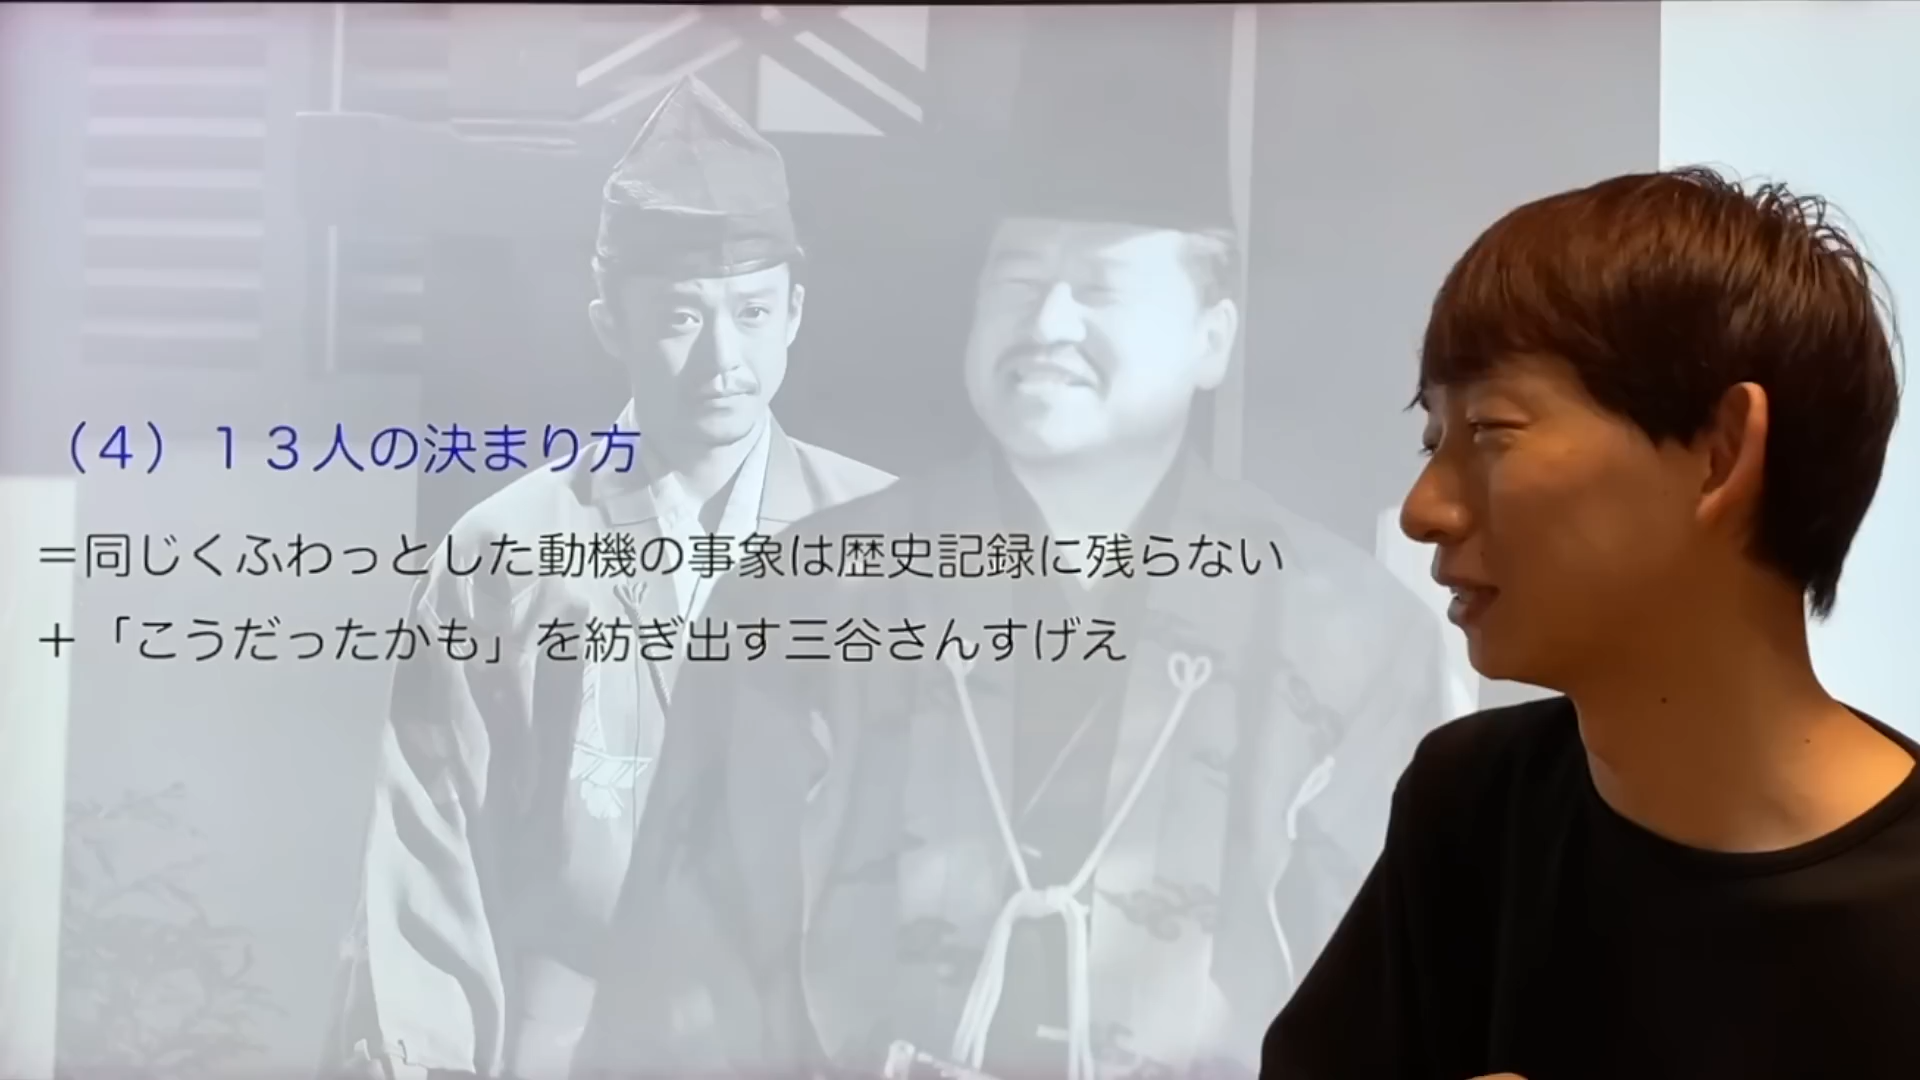 （４）１３人の決まり方
＝同じくふわっとした動機の事象は歴史記録に残らない
＋「こうだったかも」を紡ぎ出す三谷さんすげえ